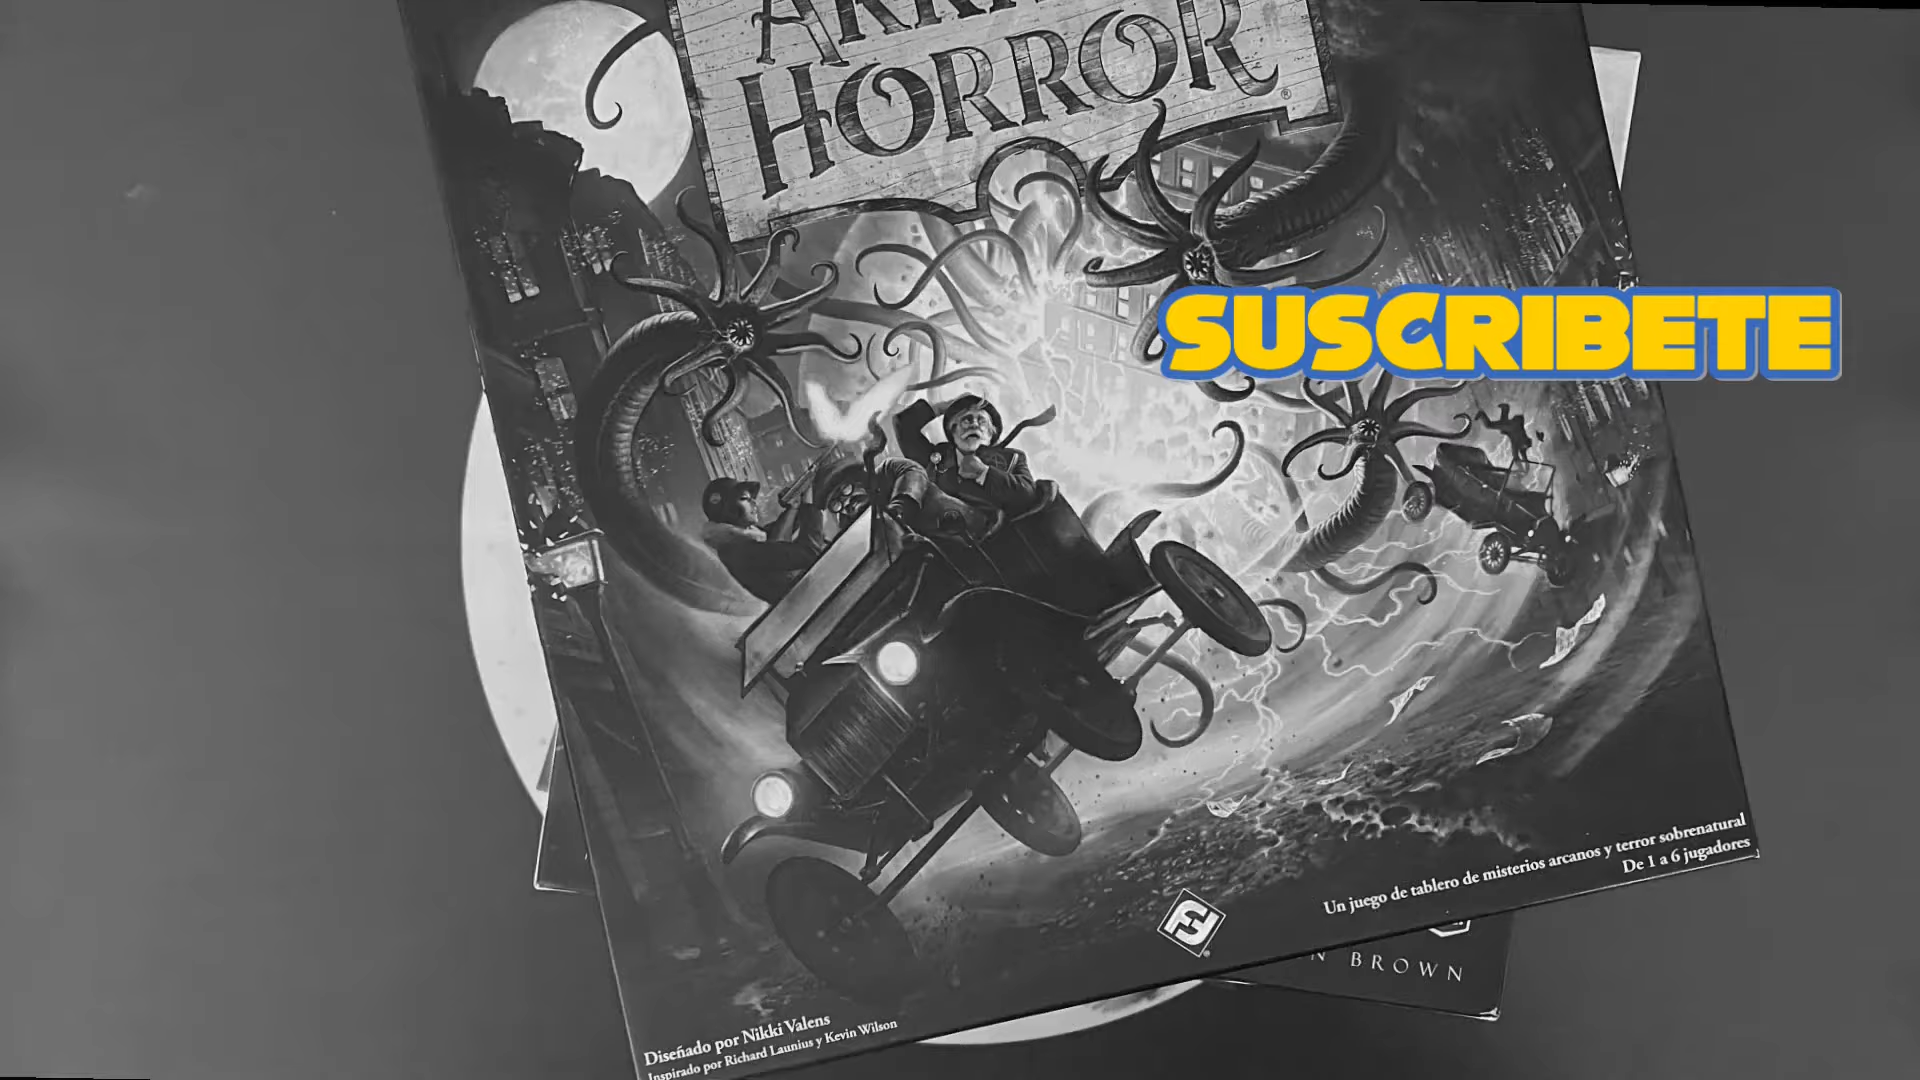 HORROR
SUSCRIBETE
Un juego de tablero de misterios arcanos y terror sobrenatural
De 1 a 6 jugadores
N BROWN
Diseñado por Nikki Valens
Inspirado por Richard Launius y Kevin Wilson